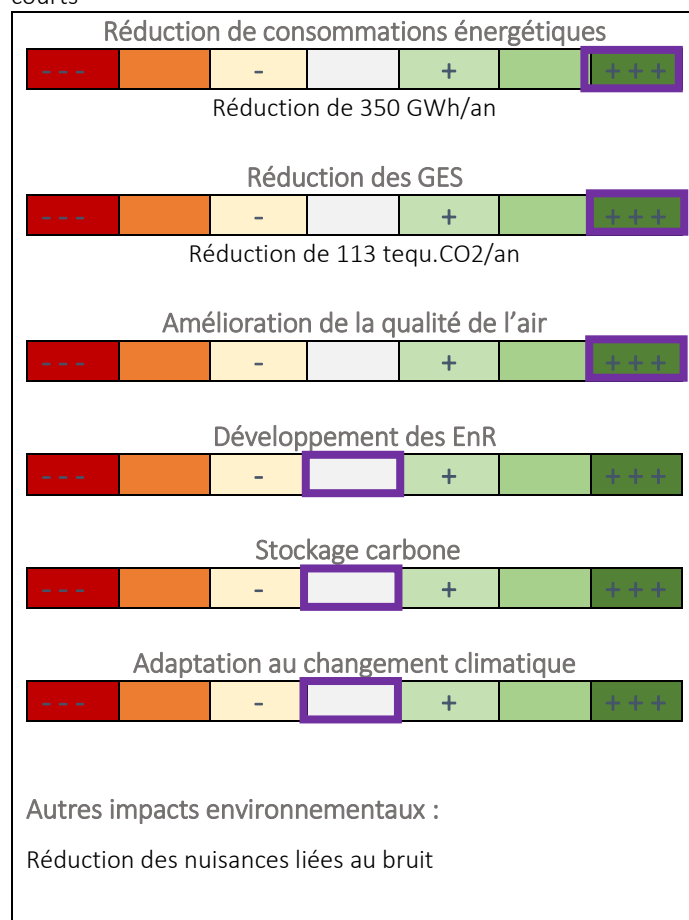 courts
Réduction de consommations énergétiques
- - - - + + + +
Réduction de 350 GWh/an
Réduction des GES
- - - - + + + +
Réduction de 113 tequ.CO2/an
Amélioration de la qualité de l'air
- - - - + + + +
Développement des EnR
- - - - + + + +
Stockage carbone
- - - - + + + +
Adaptation au changement climatique
- - - - + + + +
Autres impacts environnementaux :
Réduction des nuisances liées au bruit